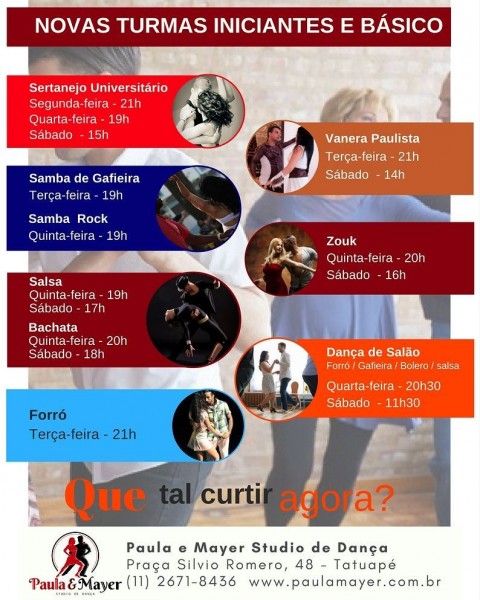 NOVAS TURMAS INICIANTES E BÁSICO
Sertanejo Universitário
Segunda-feira - 21h
Quarta-feira - 19h
Sábado - 15h
Vanera Paulista
Terça-feira - 21h
Sábado - 14h
Samba de Gafieira
Terça-feira - 19h
Samba Rock
Quinta-feira - 19h
Zouk
Quinta-feira - 20h
Sábado - 16h
Salsa
Quinta-feira - 19h
Sábado - 17h
Bachata
Quinta-feira - 20h
Sábado - 18h
Dança de Salão
Forró / Gafieira / Bolero / salsa
Quarta-feira - 20h30
Sábado - 11h30
Forró
Terça-feira - 21h
Que tal curtir agora?
Paula & Mayer
STUDIO DE DANÇA
Paula e Mayer Studio de Dança
Praça Silvio Romero, 48 - Tatuapé
(11) 2671-8436 www.paulamayer.com.br